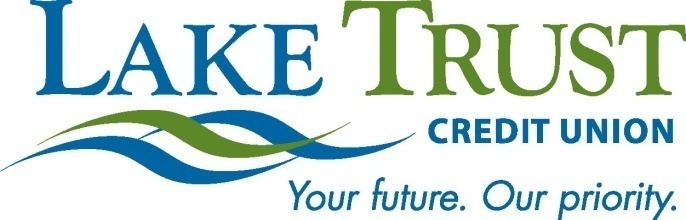 LAKE TRUST
CREDIT UNION
Your future. Our priority.